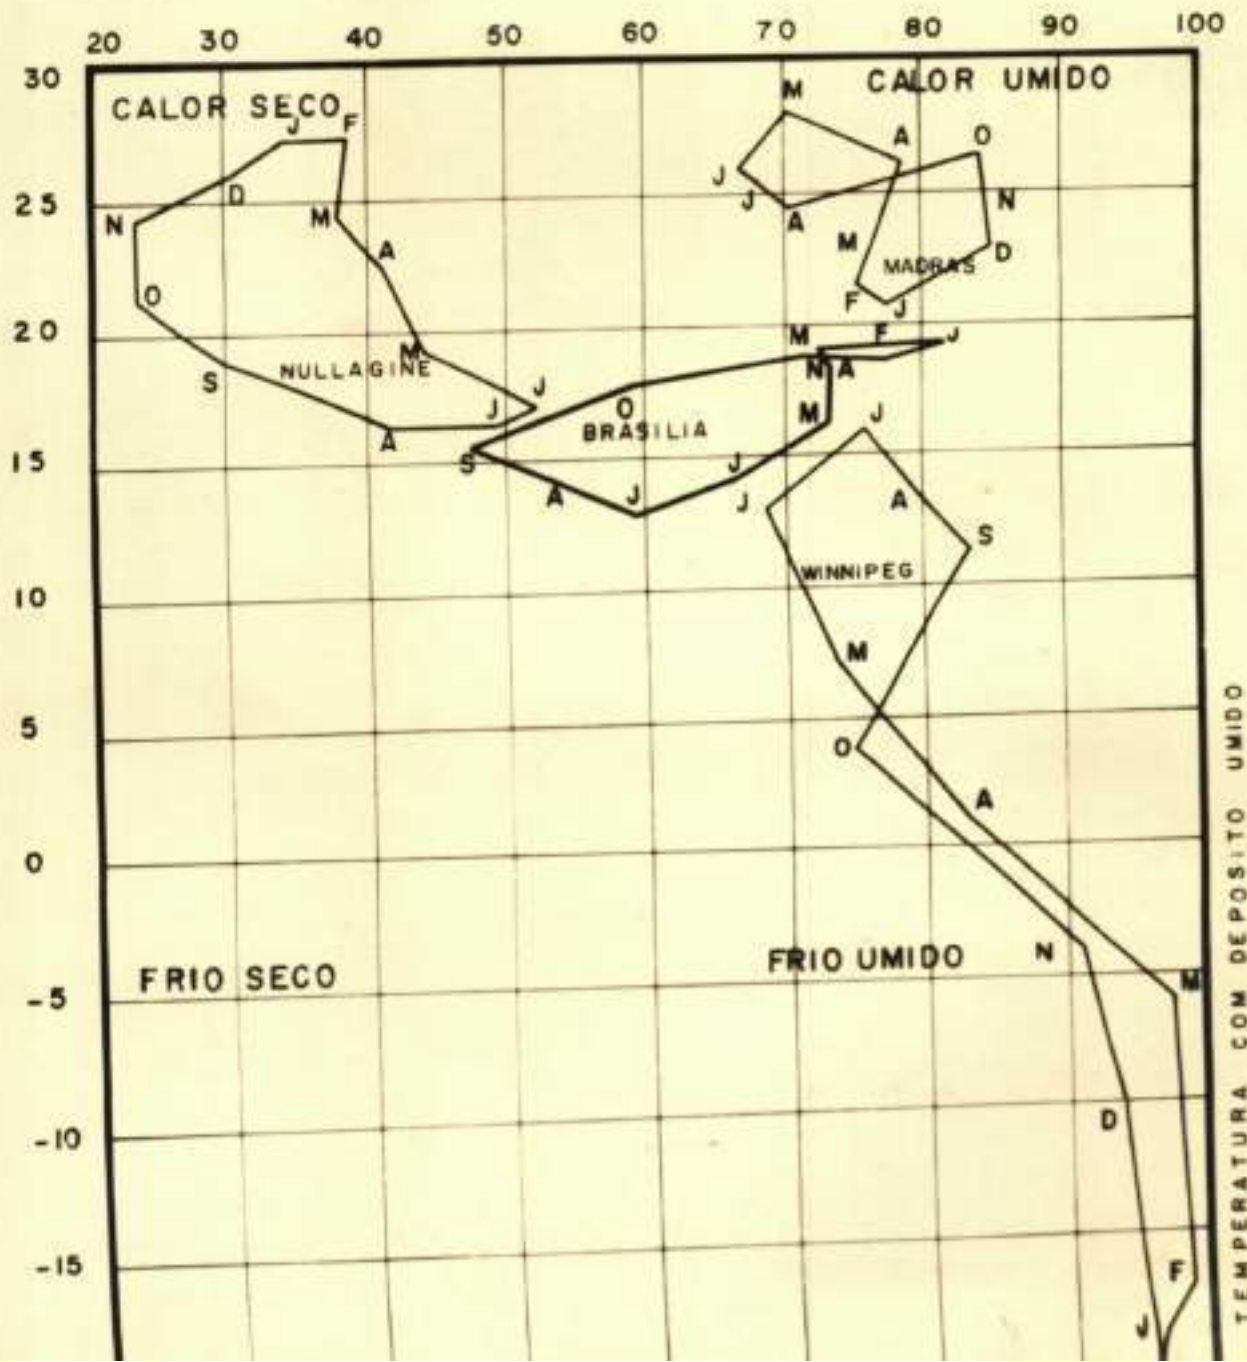 20 30 40 50 60 70 80 90 100
30
CALOR SECO
CALOR UMIDO
J F
M
A O
D
J
25
N
M
J
A
N
A
M
D
MADRAS
O
F J
20
M F J
M
NULLAGINE
N A
S
J
J
O
M
J
BRASILIA
A
15
S
J
A
J
J
A
S
WINNIPEG
10
M
5
O
A
0
FRIO SECO
FRIO UMIDO
N
-5
M
D
-10
-15
F
J
TEMPERATURA COM DEPOSITO UMIDO